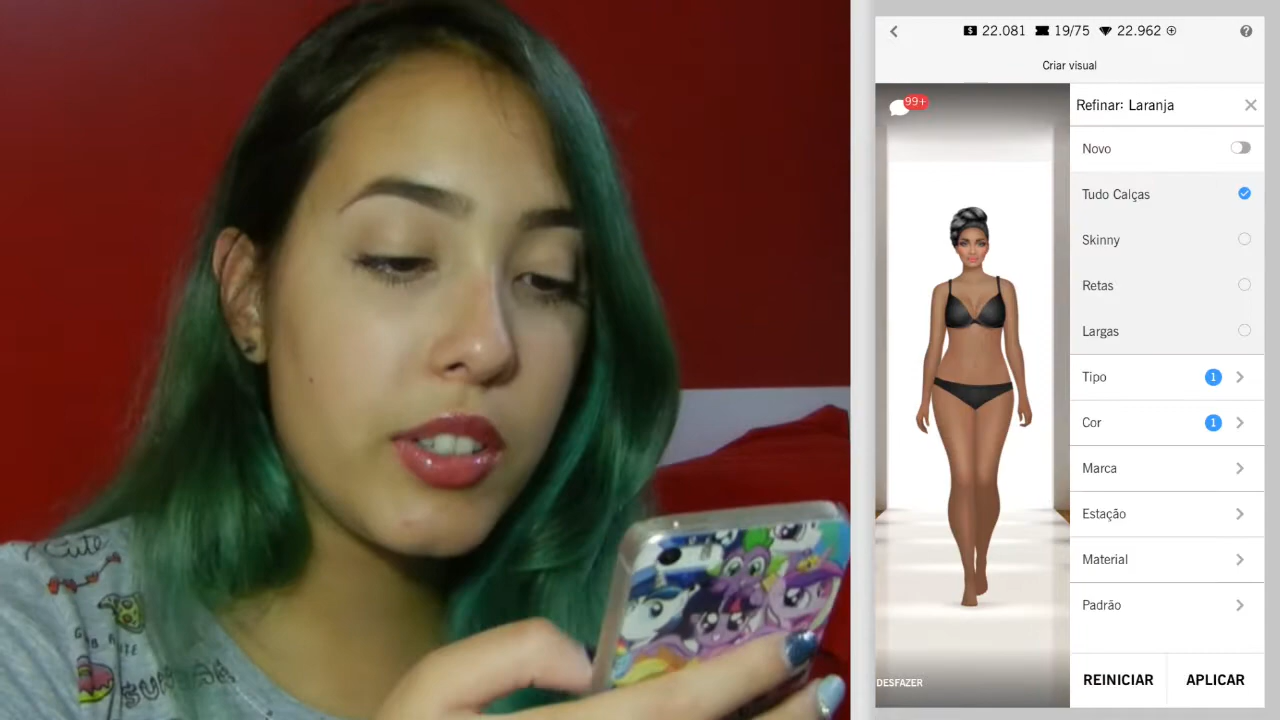 22.081 19/75 22.962
Criar visual
99+
Refinar: Laranja
Novo
Tudo Calças
Skinny
Retas
Largas
Tipo 1
Cor 1
Marca
Estação
Material
Padrão
DESFAZER
REINICIAR APLICAR
Cute